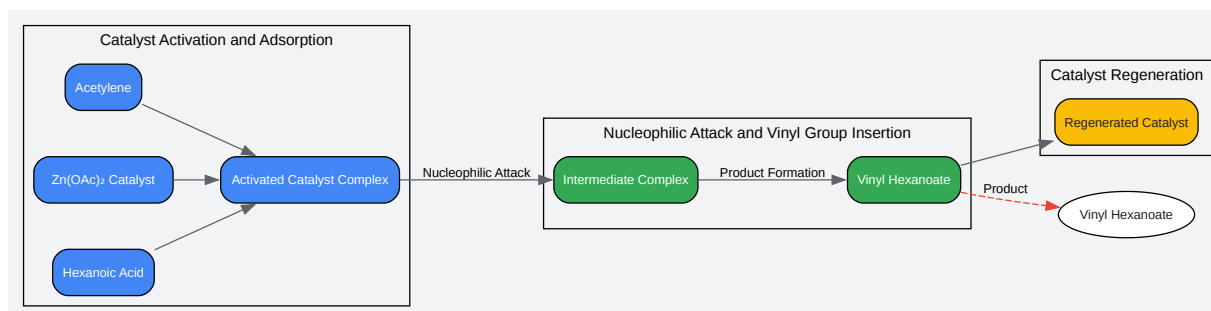 Catalyst Activation and Adsorption
Acetylene
Zn(OAc)₂ Catalyst
Activated Catalyst Complex
Hexanoic Acid
Nucleophilic Attack
Nucleophilic Attack and Vinyl Group Insertion
Intermediate Complex
Product Formation
Vinyl Hexanoate
Catalyst Regeneration
Regenerated Catalyst
Product
Vinyl Hexanoate